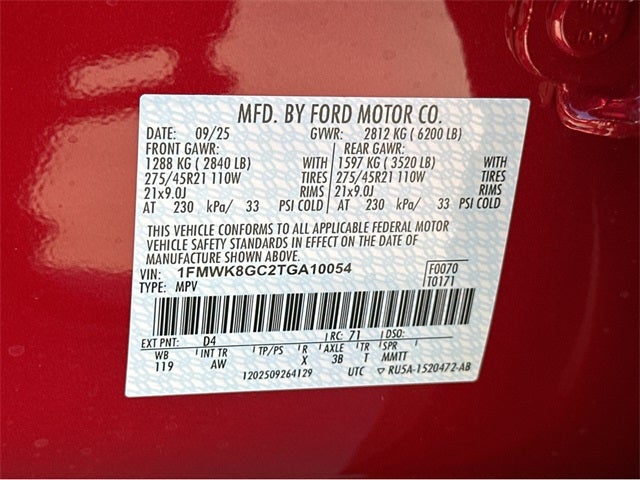 MFD. BY FORD MOTOR CO.
DATE: 09/25 GVWR: 2812 KG (6200 LB)
FRONT GAWR: REAR GAWR:
1288 KG (2840 LB) WITH 1597 KG (3520 LB) WITH
275/45R21 110W TIRES 275/45R21 110W TIRES
21x9.0J RIMS 21x9.0J RIMS
AT 230 kPa/ 33 PSI COLD AT 230 kPa/ 33 PSI COLD
THIS VEHICLE CONFORMS TO ALL APPLICABLE FEDERAL MOTOR
VEHICLE SAFETY STANDARDS IN EFFECT ON THE DATE OF
MANUFACTURE SHOWN ABOVE.
VIN: 1FMWK8GC2TGA10054 F0070
TYPE: MPV T0171
EXT PNT: D4 RC: 71 DSO:
WB INT TR TP/PS R AXLE TR SPR
119 AW X 3B T MMTT
1202509264129 UTC RU5A-1520472-AB